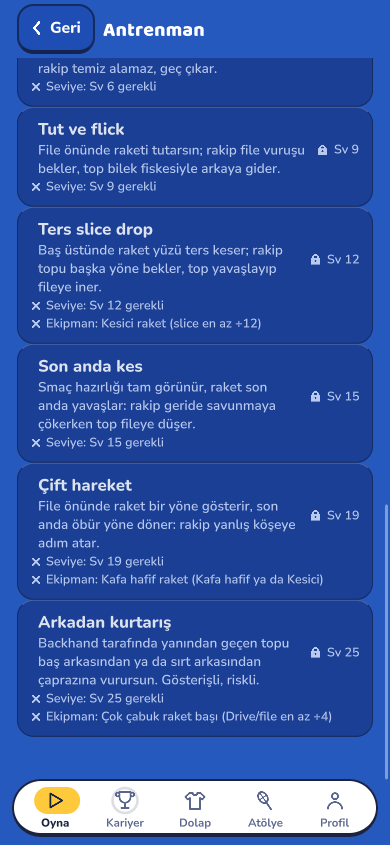 Geri
Antrenman
rakip temiz alamaz, geç çıkar.
× Seviye: Sv 6 gerekli
Tut ve flick
File önünde raketi tutarsın; rakip file vuruşu
bekler, top bilek fiskesiyle arkaya gider.
Sv 9
× Seviye: Sv 9 gerekli
Ters slice drop
Baş üstünde raket yüzü ters keser; rakip
topu başka yöne bekler, top yavaşlayıp
fileye iner.
Sv 12
× Seviye: Sv 12 gerekli
× Ekipman: Kesici raket (slice en az +12)
Son anda kes
Smaç hazırlığı tam görünür, raket son
anda yavaşlar: rakip geride savunmaya
çökerken top fileye düşer.
Sv 15
× Seviye: Sv 15 gerekli
Çift hareket
File önünde raket bir yöne gösterir, son
anda öbür yöne döner: rakip yanlış köşeye
adım atar.
Sv 19
× Seviye: Sv 19 gerekli
× Ekipman: Kafa hafif raket (Kafa hafif ya da Kesici)
Arkadan kurtarış
Backhand tarafında yanından geçen topu
baş arkasından ya da sırt arkasından
çaprazına vurursun. Gösterişli, riskli.
Sv 25
× Seviye: Sv 25 gerekli
× Ekipman: Çok çabuk raket başı (Drive/file en az +4)
Oyna
Kariyer
Dolap
Atölye
Profil